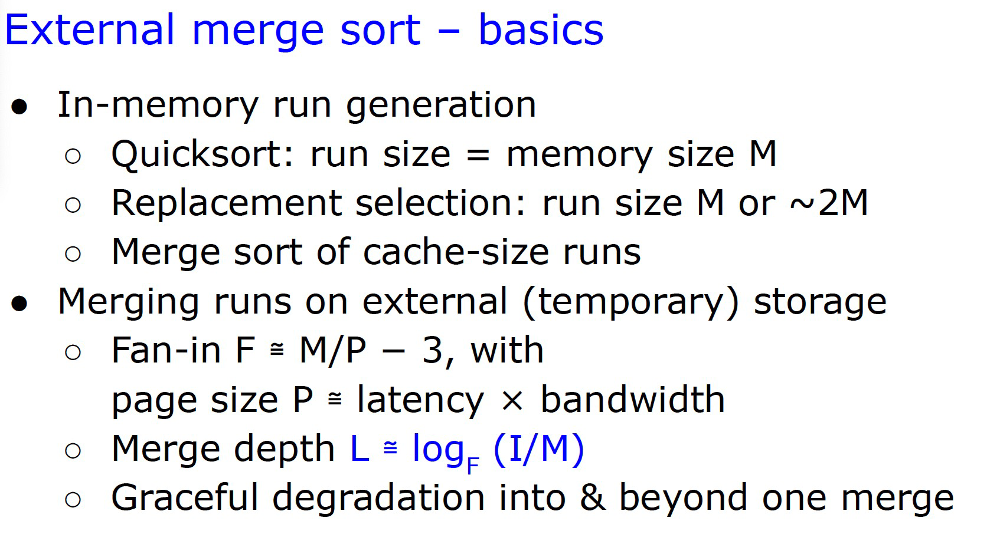 External merge sort – basics
● In-memory run generation
○ Quicksort: run size = memory size M
○ Replacement selection: run size M or ~2M
○ Merge sort of cache-size runs
● Merging runs on external (temporary) storage
○ Fan-in F ≅ M/P − 3, with
page size P ≅ latency × bandwidth
○ Merge depth L ≅ log_F (I/M)
○ Graceful degradation into & beyond one merge